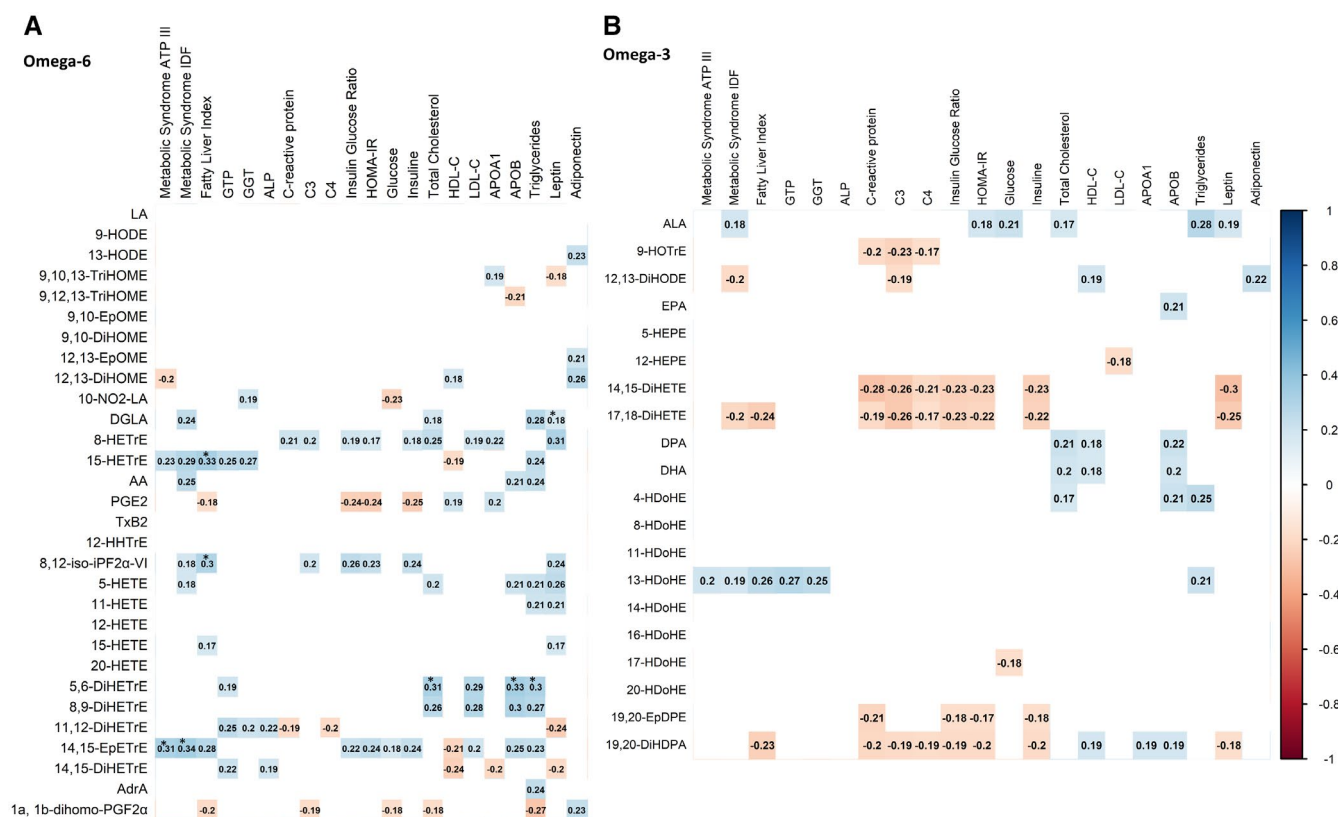 A
Omega-6
Metabolic Syndrome ATP III
Metabolic Syndrome IDF
Fatty Liver Index
GTP
GGT
ALP
C-reactive protein
C3
C4
Insulin Glucose Ratio
HOMA-IR
Glucose
Insuline
Total Cholesterol
HDL-C
LDL-C
APOA1
APOB
Triglycerides
Leptin
Adiponectin
LA
9-HODE
13-HODE 0.23
9,10,13-TriHOME 0.19 -0.18
9,12,13-TriHOME -0.21
9,10-EpOME
9,10-DiHOME
12,13-EpOME 0.21
12,13-DiHOME -0.2 0.18 0.26
10-NO2-LA 0.19 -0.23
DGLA 0.24 0.18 0.28 *0.18
8-HETrE 0.21 0.2 0.19 0.17 0.18 0.25 0.19 0.22 0.31
15-HETrE 0.23 0.29 *0.33 0.25 0.27 -0.19 0.24
AA 0.25 0.21 0.24
PGE2 -0.18 -0.24 -0.24 -0.25 0.19 0.2
TxB2
12-HHTrE
8,12-iso-iPF2α-VI 0.18 *0.3 0.2 0.26 0.23 0.24 0.24
5-HETE 0.18 0.2 0.21 0.21 0.26
11-HETE 0.21 0.21
12-HETE
15-HETE 0.17 0.17
20-HETE
5,6-DiHETrE 0.19 *0.31 0.29 *0.33 *0.3
8,9-DiHETrE 0.26 0.28 0.3 0.27
11,12-DiHETrE 0.25 0.2 0.22 -0.19 -0.2 -0.24
14,15-EpETrE *0.31 *0.34 0.28 0.22 0.24 0.18 0.24 -0.21 0.2 0.25 0.23
14,15-DiHETrE 0.22 0.19 -0.24 -0.2 -0.2
AdrA 0.24
1a, 1b-dihomo-PGF2α -0.2 -0.19 -0.18 -0.18 -0.27 0.23
B
Omega-3
Metabolic Syndrome ATP III
Metabolic Syndrome IDF
Fatty Liver Index
GTP
GGT
ALP
C-reactive protein
C3
C4
Insulin Glucose Ratio
HOMA-IR
Glucose
Insuline
Total Cholesterol
HDL-C
LDL-C
APOA1
APOB
Triglycerides
Leptin
Adiponectin
ALA 0.18 0.18 0.21 0.17 0.28 0.19
9-HOTrE -0.2 -0.23 -0.17
12,13-DiHODE -0.2 -0.19 0.19 0.22
EPA 0.21
5-HEPE
12-HEPE -0.18
14,15-DiHETE -0.28 -0.26 -0.21 -0.23 -0.23 -0.23 -0.3
17,18-DiHETE -0.2 -0.24 -0.19 -0.26 -0.17 -0.23 -0.22 -0.22 -0.25
DPA 0.21 0.18 0.22
DHA 0.2 0.18 0.2
4-HDoHE 0.17 0.21 0.25
8-HDoHE
11-HDoHE
13-HDoHE 0.2 0.19 0.26 0.27 0.25 0.21
14-HDoHE
16-HDoHE
17-HDoHE -0.18
20-HDoHE
19,20-EpDPE -0.21 -0.18 -0.17 -0.18
19,20-DiHDPA -0.23 -0.2 -0.19 -0.19 -0.19 -0.2 -0.2 0.19 0.19 0.19 -0.18
1
0.8
0.6
0.4
0.2
0
-0.2
-0.4
-0.6
-0.8
-1